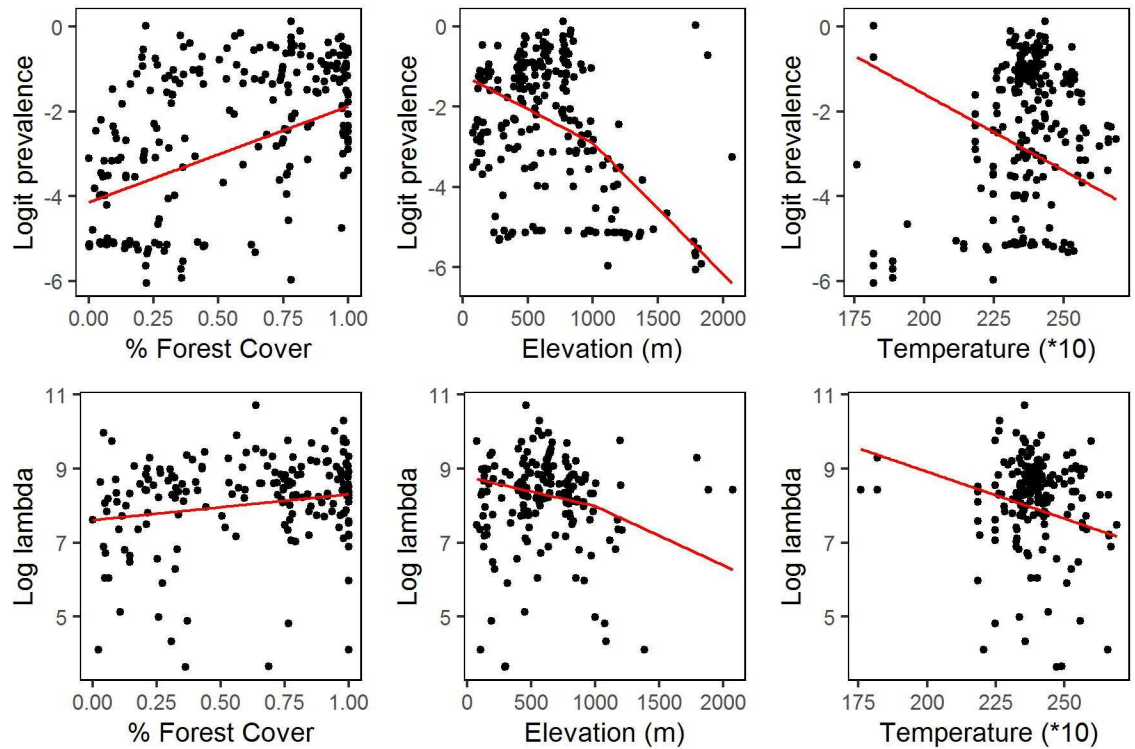 Logit prevalence
0
-2
-4
-6
0.00 0.25 0.50 0.75 1.00
% Forest Cover
Logit prevalence
0
-2
-4
-6
0 500 1000 1500 2000
Elevation (m)
Logit prevalence
0
-2
-4
-6
175 200 225 250
Temperature (*10)
Log lambda
11
9
7
5
0.00 0.25 0.50 0.75 1.00
% Forest Cover
Log lambda
11
9
7
5
0 500 1000 1500 2000
Elevation (m)
Log lambda
11
9
7
5
175 200 225 250
Temperature (*10)